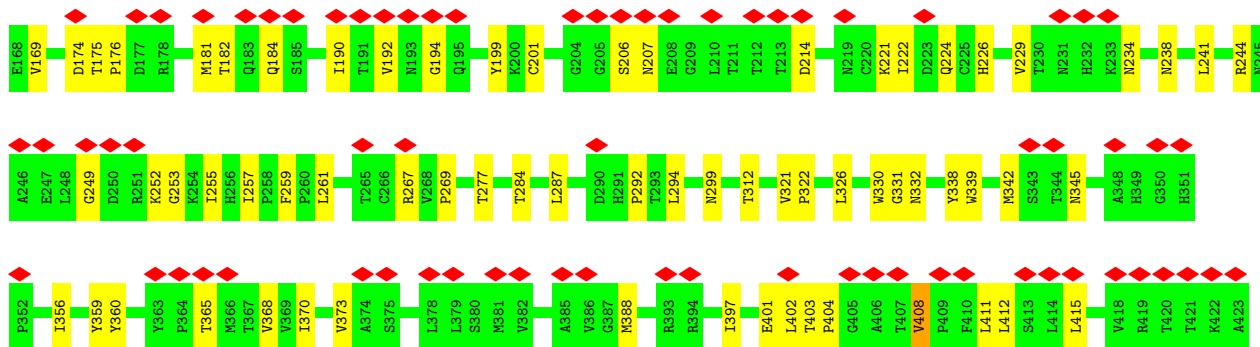 E168 V169 D174 T175 P176 D177 R178 M181 T182 Q183 Q184 S185 I190 T191 V192 N193 G194 Q195 Y199 K200 C201 G204 G205 S206 N207 E208 G209 L210 T211 T212 T213 D214 N219 C220 K221 I222 D223 Q224 C225 H226 V229 T230 N231 H232 K233 N234 N238 L241 R244 N245
A246 E247 L248 G249 D250 R251 K252 G253 K254 I255 H256 I257 P258 F259 P260 L261 T265 C266 R267 V268 P269 T277 T284 L287 D290 H291 P292 T293 L294 N299 T312 V321 P322 L326 W330 G331 N332 Y338 W339 M342 S343 T344 N345 A348 H349 G350 H351
P352 I356 Y359 Y360 Y363 P364 T365 M366 T367 V368 V369 I370 V373 A374 S375 L378 L379 S380 M381 V382 A385 V386 G387 M388 R393 R394 I397 E401 L402 T403 P404 G405 A406 T407 V408 P409 F410 L411 L412 S413 L414 L415 V418 R419 T420 T421 K422 A423